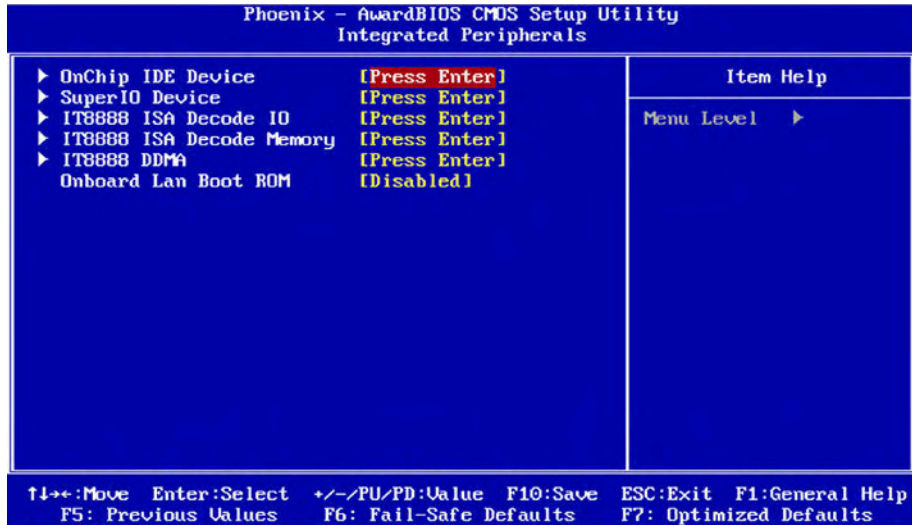 Phoenix - AwardBIOS CMOS Setup Utility
Integrated Peripherals
▶ OnChip IDE Device [Press Enter]
▶ SuperIO Device [Press Enter]
▶ IT8888 ISA Decode IO [Press Enter]
▶ IT8888 ISA Decode Memory [Press Enter]
▶ IT8888 DDMA [Press Enter]
Onboard Lan Boot ROM [Disabled]
Item Help
Menu Level ▶
↑↓→←:Move Enter:Select +/-/PU/PD:Value F10:Save ESC:Exit F1:General Help
F5: Previous Values F6: Fail-Safe Defaults F7: Optimized Defaults